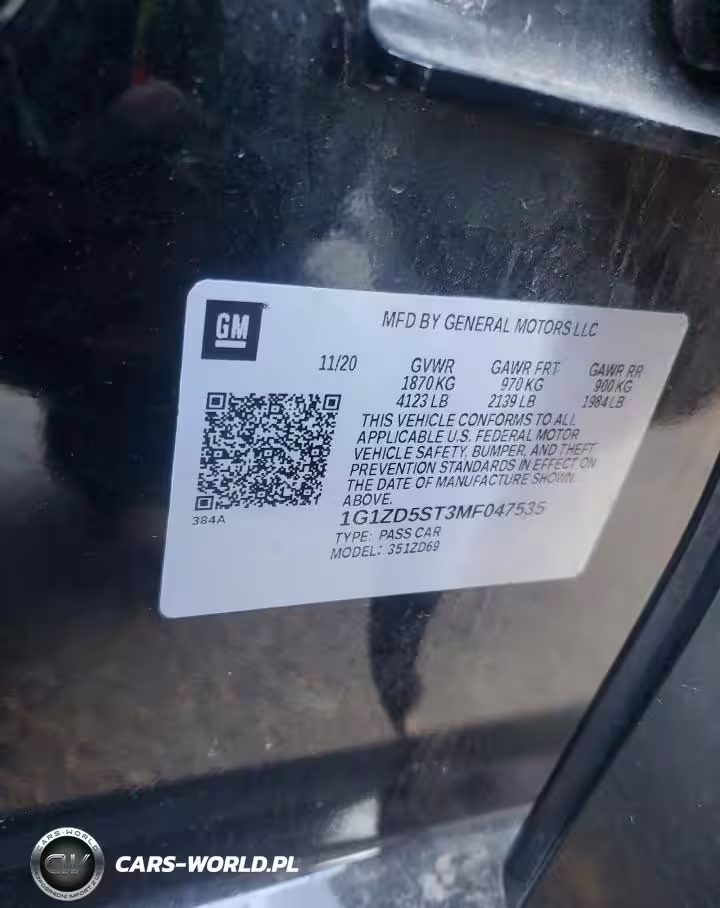 GM
MFD BY GENERAL MOTORS LLC
11/20 GVWR GAWR FRT GAWR RR
1870 KG 970 KG 900 KG
4123 LB 2139 LB 1984 LB
THIS VEHICLE CONFORMS TO ALL
APPLICABLE U.S. FEDERAL MOTOR
VEHICLE SAFETY, BUMPER, AND THEFT
PREVENTION STANDARDS IN EFFECT ON
THE DATE OF MANUFACTURE SHOWN
ABOVE.
384A
1G1ZD5ST3MF047535
TYPE: PASS CAR
MODEL: 351ZD69
CARS-WORLD
CW
CARS-WORLD.PL